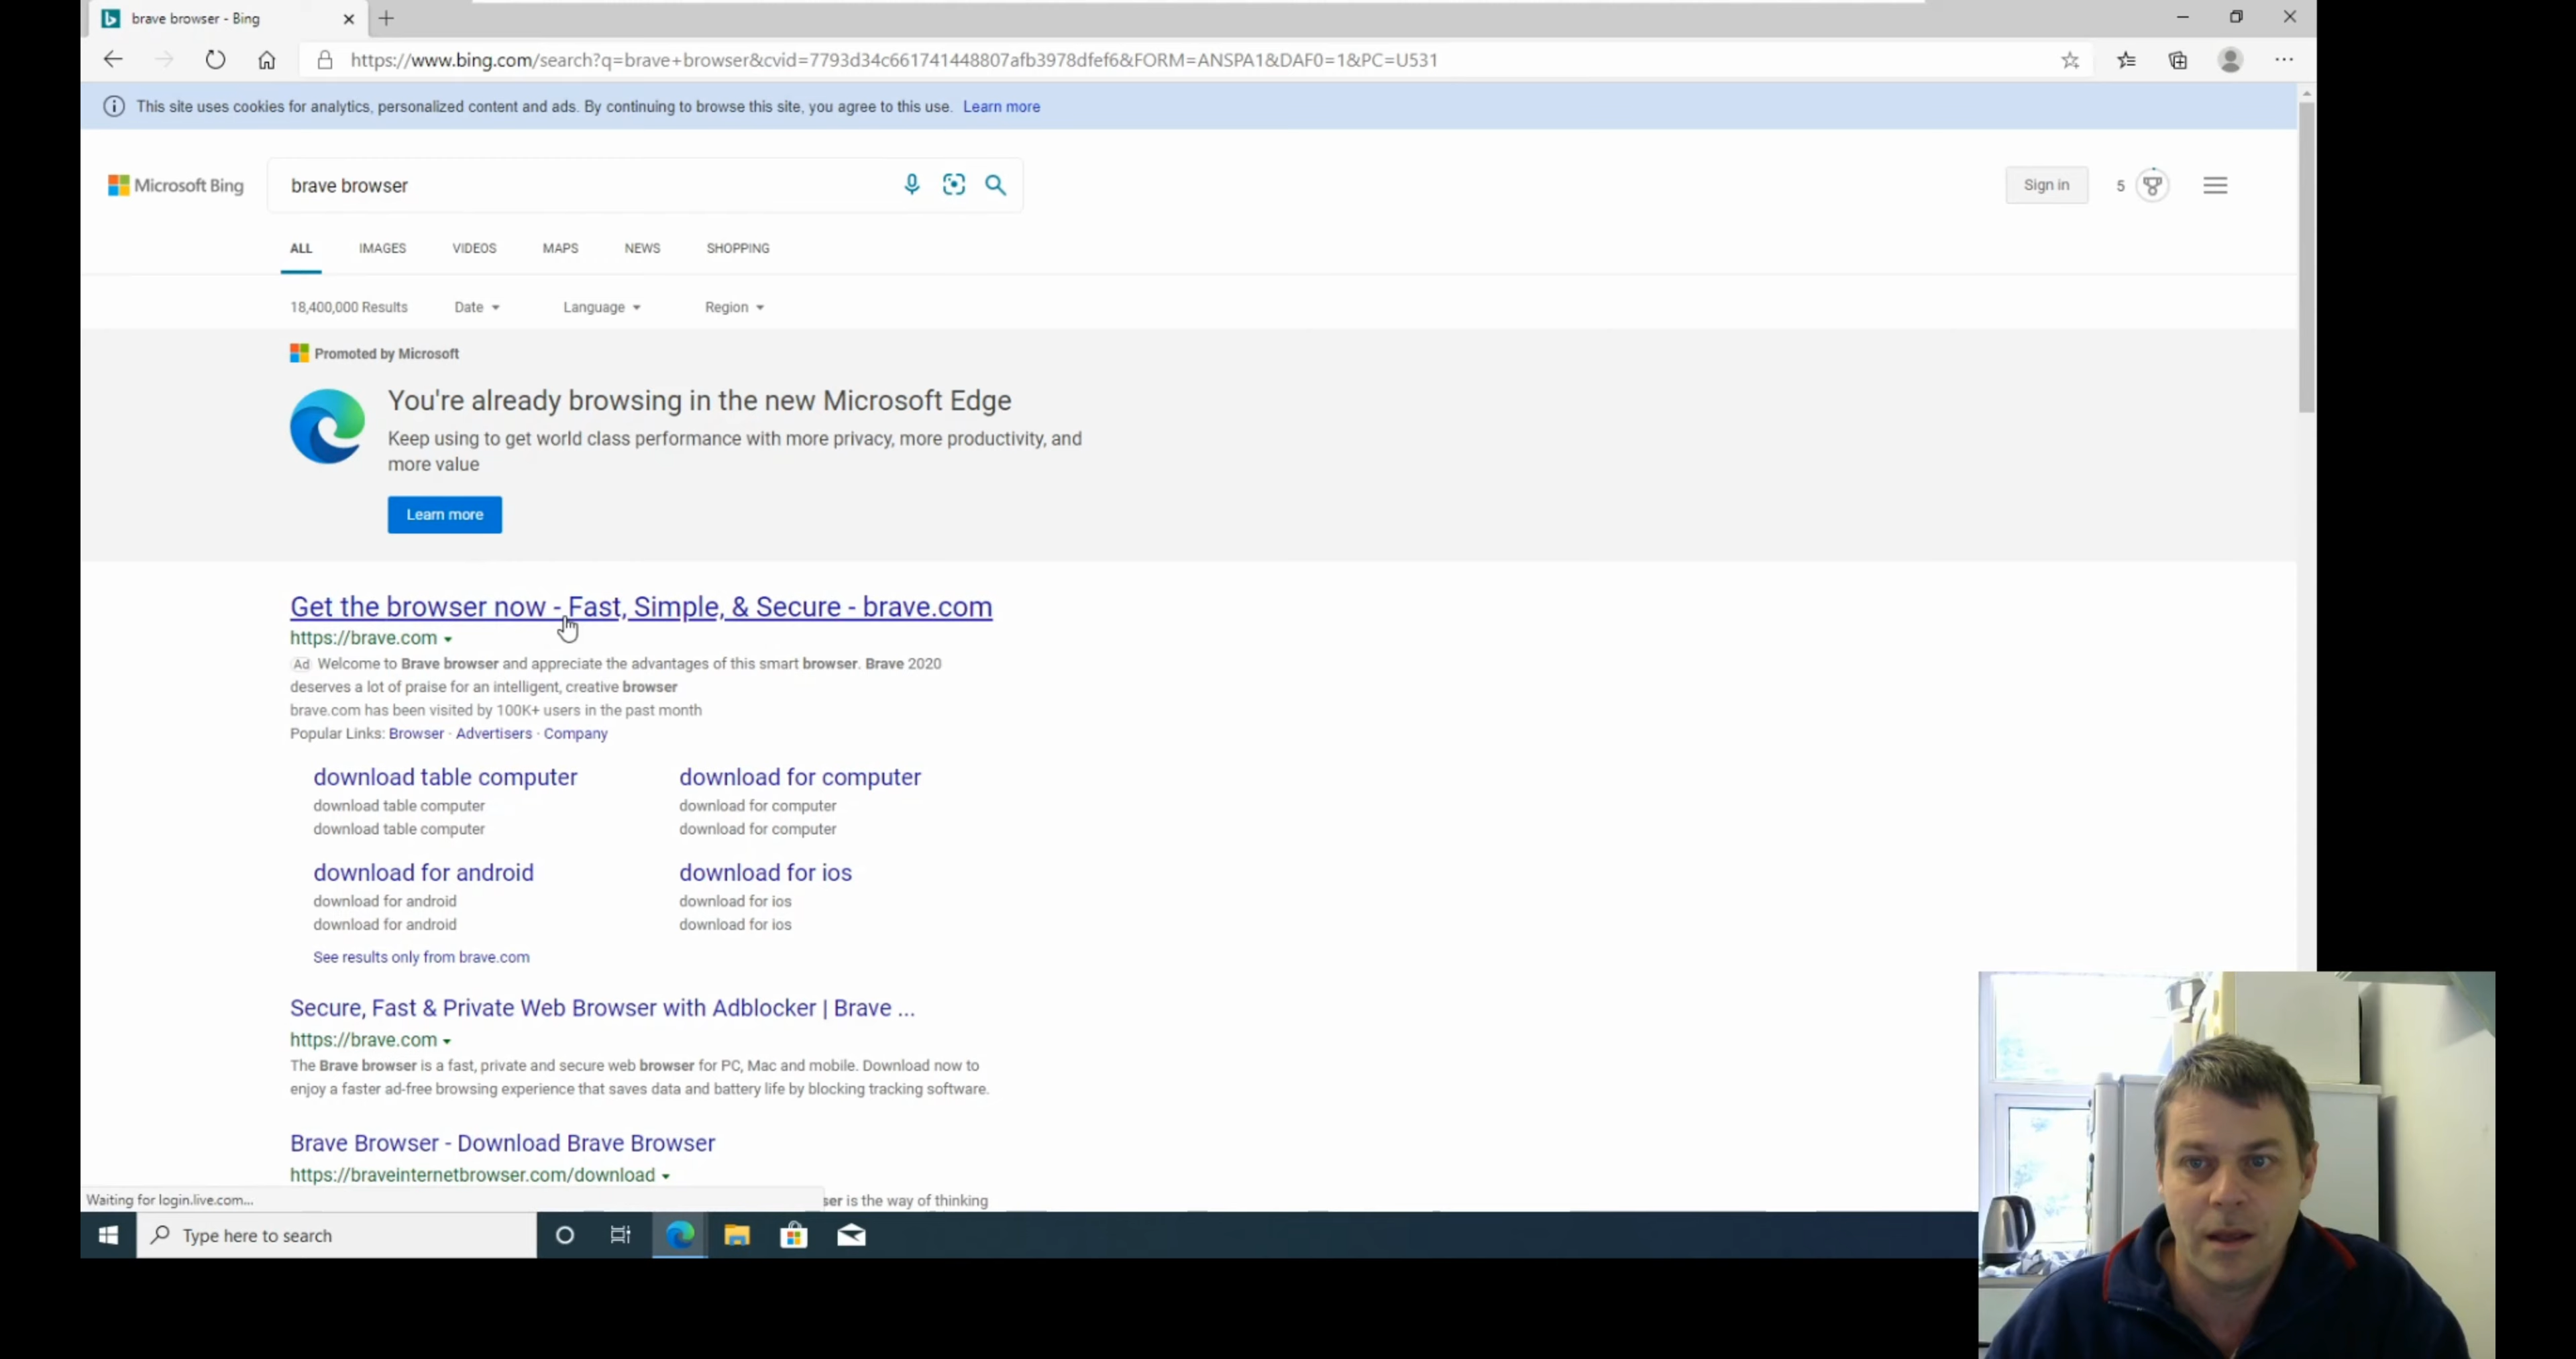 brave browser - Bing
https://www.bing.com/search?q=brave+browser&cvid=7793d34c661741448807afb3978dfef6&FORM=ANSPA1&DAF0=1&PC=U531
This site uses cookies for analytics, personalized content and ads. By continuing to browse this site, you agree to this use. Learn more
Microsoft Bing
brave browser
Sign in
5
ALL IMAGES VIDEOS MAPS NEWS SHOPPING
18,400,000 Results Date Language Region
Promoted by Microsoft
You're already browsing in the new Microsoft Edge
Keep using to get world class performance with more privacy, more productivity, and
more value
Learn more
Get the browser now - Fast, Simple, & Secure - brave.com
https://brave.com
Ad Welcome to Brave browser and appreciate the advantages of this smart browser. Brave 2020
deserves a lot of praise for an intelligent, creative browser
brave.com has been visited by 100K+ users in the past month
Popular Links: Browser · Advertisers · Company
download table computer
download table computer
download table computer
download for computer
download for computer
download for computer
download for android
download for android
download for android
download for ios
download for ios
download for ios
See results only from brave.com
Secure, Fast & Private Web Browser with Adblocker | Brave ...
https://brave.com
The Brave browser is a fast, private and secure web browser for PC, Mac and mobile. Download now to
enjoy a faster ad-free browsing experience that saves data and battery life by blocking tracking software.
Brave Browser - Download Brave Browser
https://braveinternetbrowser.com/download
ser is the way of thinking
Waiting for login.live.com...
Type here to search